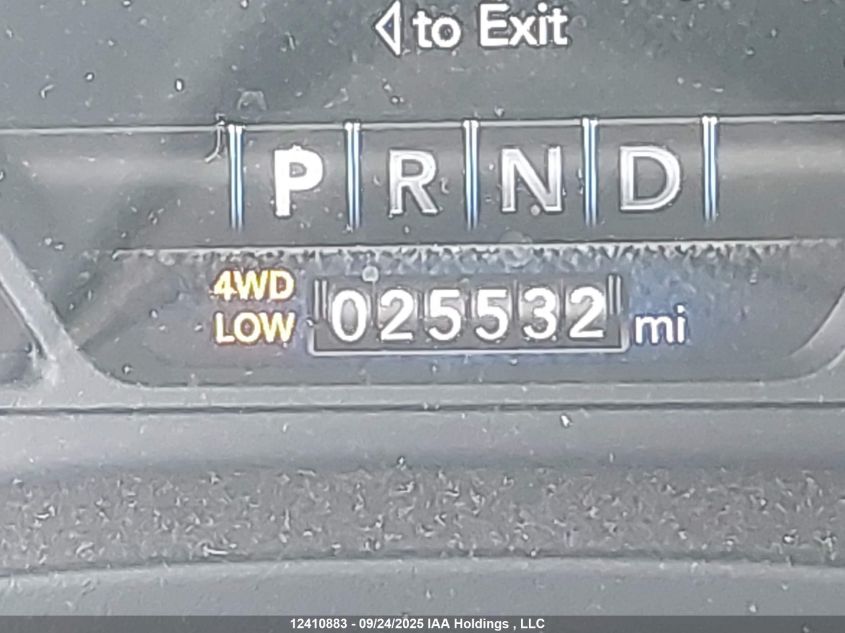 ◁ to Exit
P R N D
4WD
LOW
025532 mi
12410883 - 09/24/2025 IAA Holdings , LLC